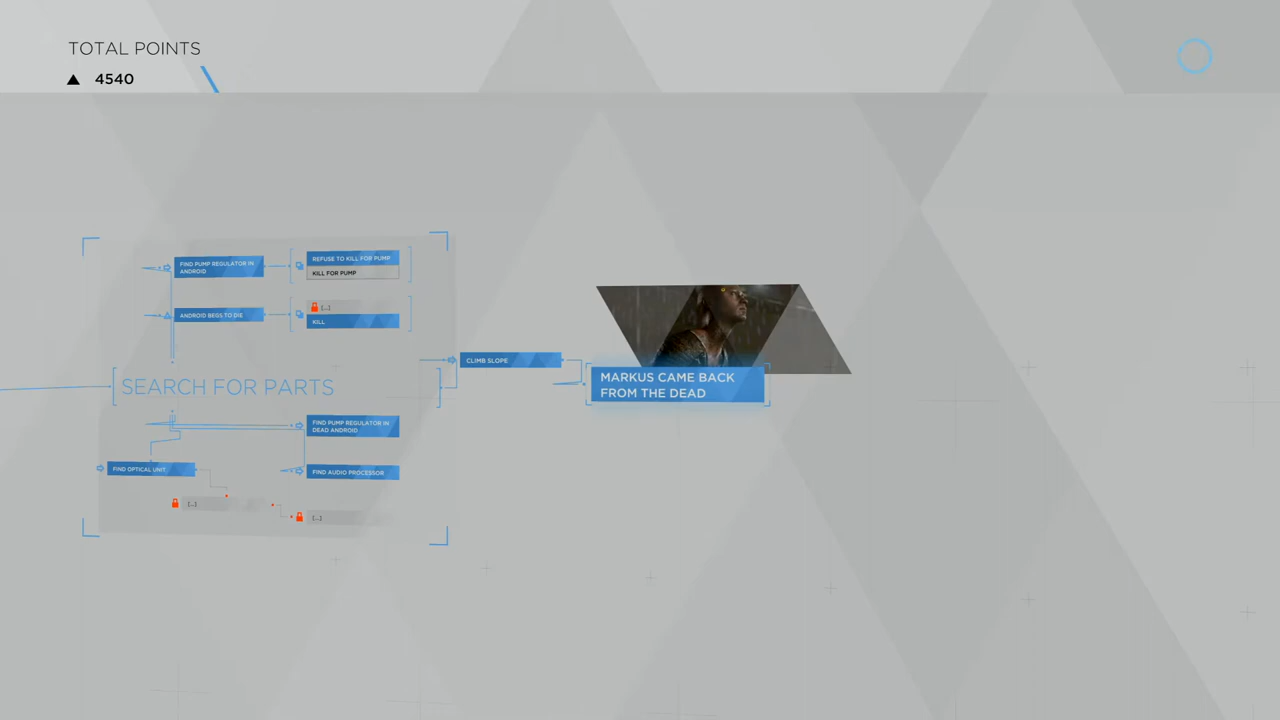 TOTAL POINTS
4540
FIND PUMP REGULATOR IN
ANDROID
REFUSE TO KILL FOR PUMP
KILL FOR PUMP
ANDROID BEGS TO DIE
[...]
KILL
SEARCH FOR PARTS
CLIMB SLOPE
MARKUS CAME BACK
FROM THE DEAD
FIND PUMP REGULATOR IN
DEAD ANDROID
FIND OPTICAL UNIT
FIND AUDIO PROCESSOR
[...]
[...]